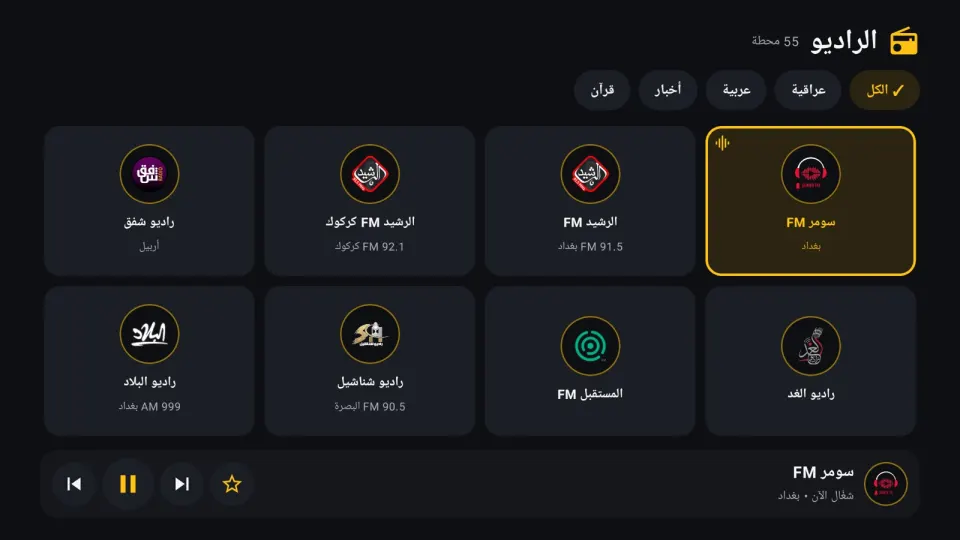 الراديو 55 محطة
✓ الكل
عراقية
عربية
أخبار
قرآن
سومر FM
بغداد
الرشيد FM
91.5 FM بغداد
الرشيد FM كركوك
92.1 FM كركوك
راديو شفق
أربيل
راديو الغد
المستقبل FM
راديو شناشيل
90.5 FM البصرة
راديو البلاد
999 AM بغداد
سومر FM
شغّال الآن • بغداد